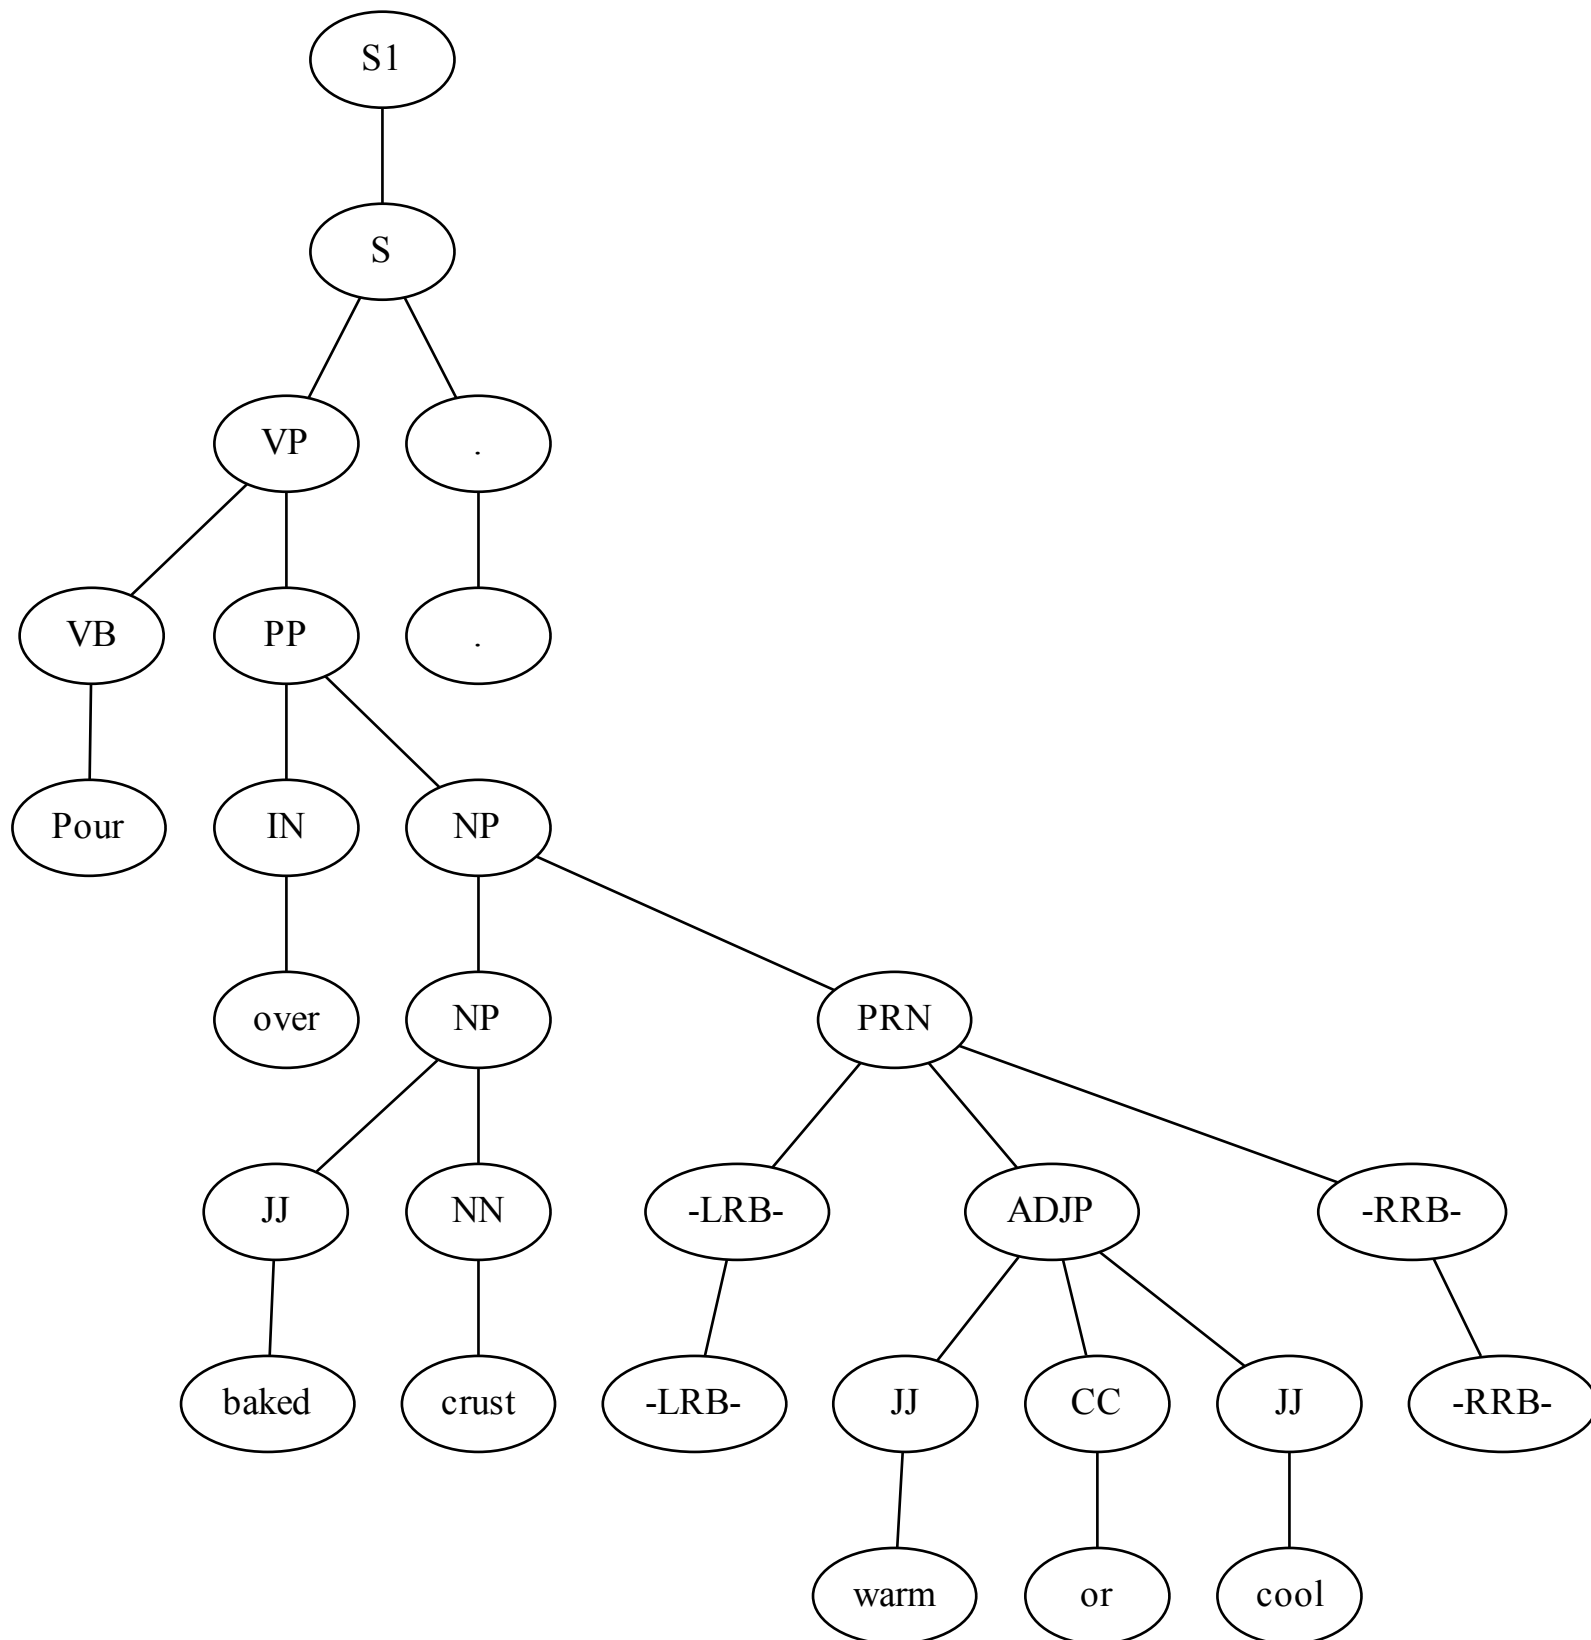 S1
S
VP .
VB PP .
Pour IN NP
over NP PRN
JJ NN -LRB- ADJP -RRB-
baked crust -LRB- JJ CC JJ -RRB-
warm or cool